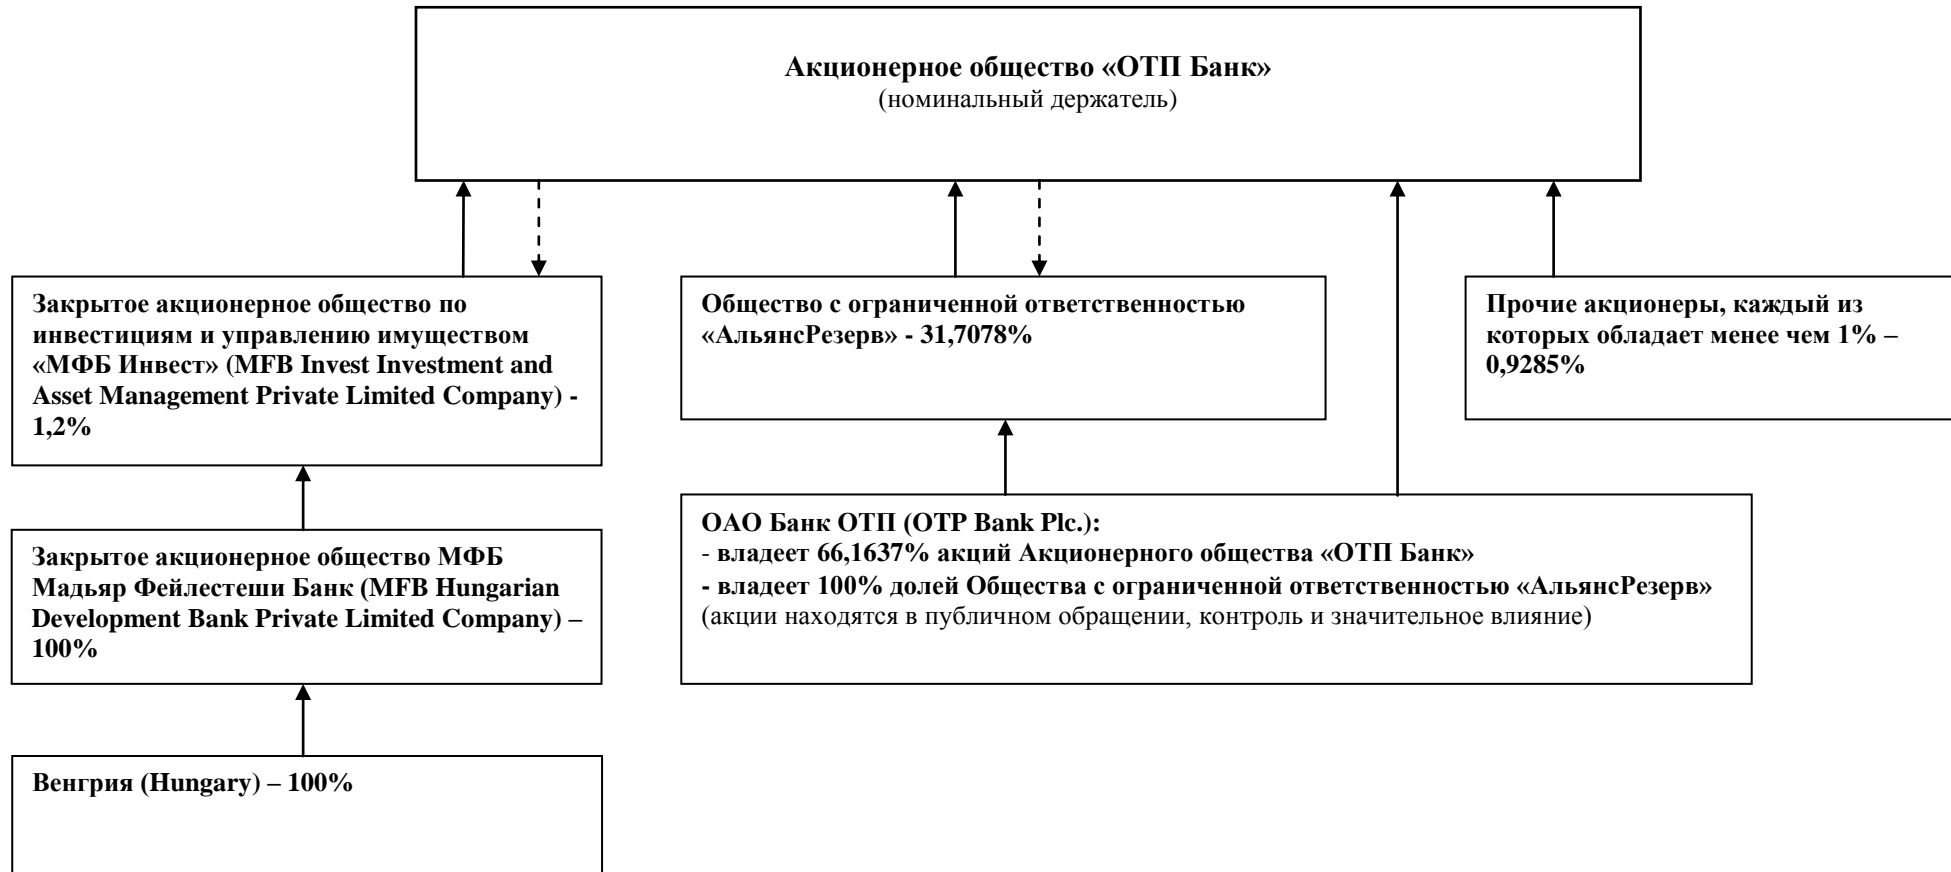 Акционерное общество «ОТП Банк»
(номинальный держатель)
Закрытое акционерное общество по
инвестициям и управлению имуществом
«МФБ Инвест» (MFB Invest Investment and
Asset Management Private Limited Company) -
1,2%
Общество с ограниченной ответственностью
«АльянсРезерв» - 31,7078%
Прочие акционеры, каждый из
которых обладает менее чем 1% –
0,9285%
Закрытое акционерное общество МФБ
Мадьяр Фейлестеши Банк (MFB Hungarian
Development Bank Private Limited Company) –
100%
ОАО Банк ОТП (OTP Bank Plc.):
- владеет 66,1637% акций Акционерного общества «ОТП Банк»
- владеет 100% долей Общества с ограниченной ответственностью «АльянсРезерв»
(акции находятся в публичном обращении, контроль и значительное влияние)
Венгрия (Hungary) – 100%